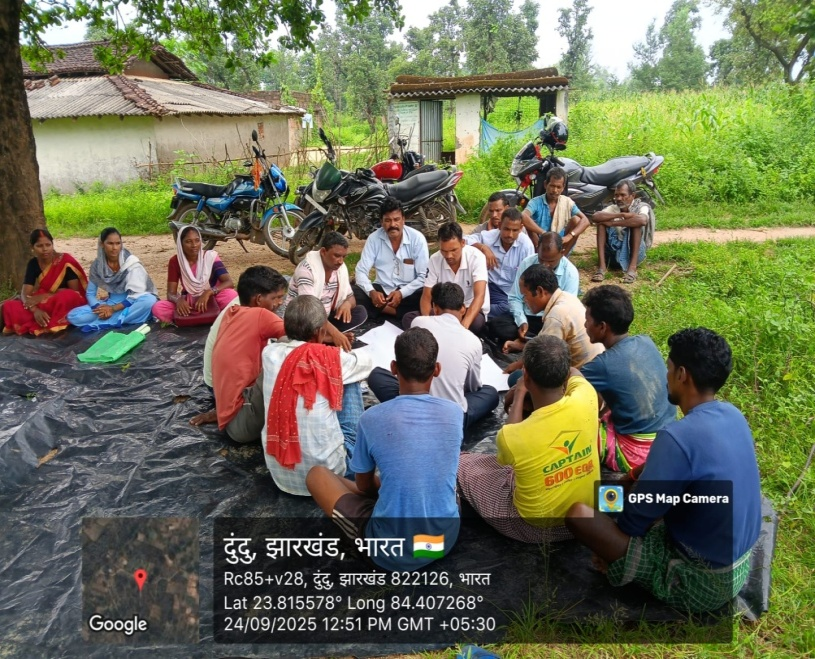 CAPTAIN
GPS Map Camera
दुंदु, झारखंड, भारत
Rc85+v28, दुंदु, झारखंड 822126, भारत
Lat 23.815578° Long 84.407268°
24/09/2025 12:51 PM GMT +05:30
Google